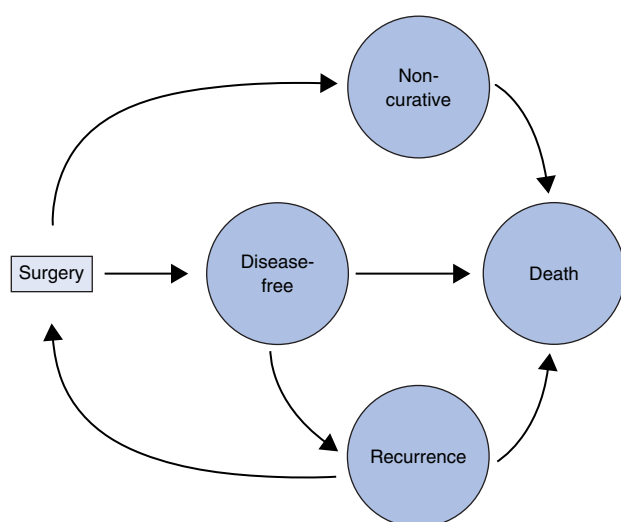 Non-
curative
Surgery
Disease-
free
Death
Recurrence